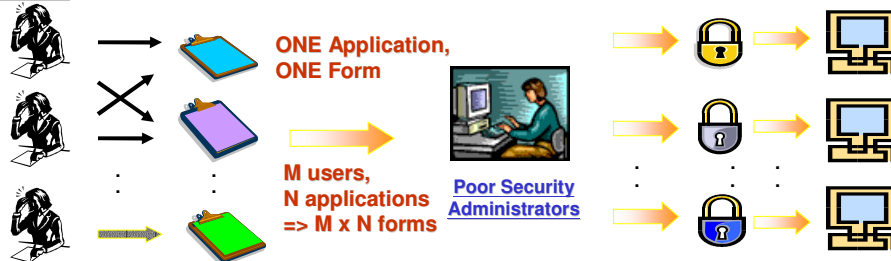 ONE Application,
ONE Form
M users,
N applications
=> M x N forms
Poor Security
Administrators